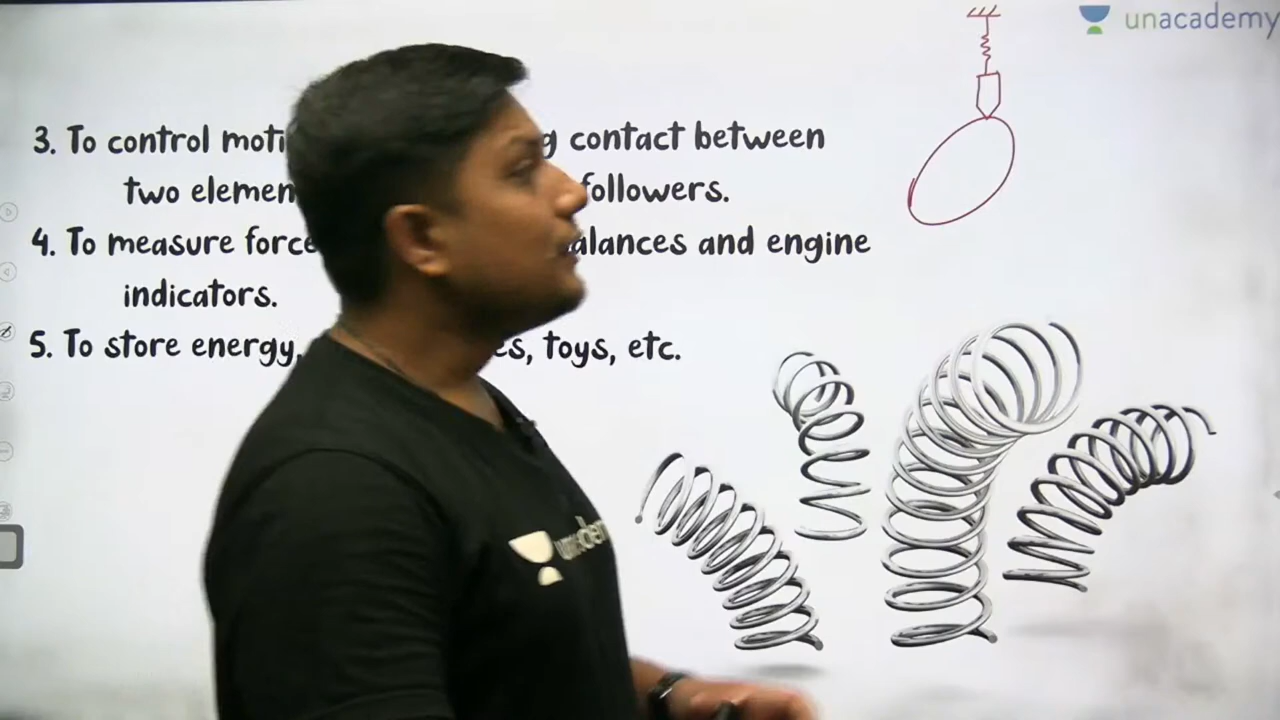 unacademy
3. To control moti g contact between
two elemen followers.
4. To measure force alances and engine
indicators.
5. To store energy, es, toys, etc.
unacademy